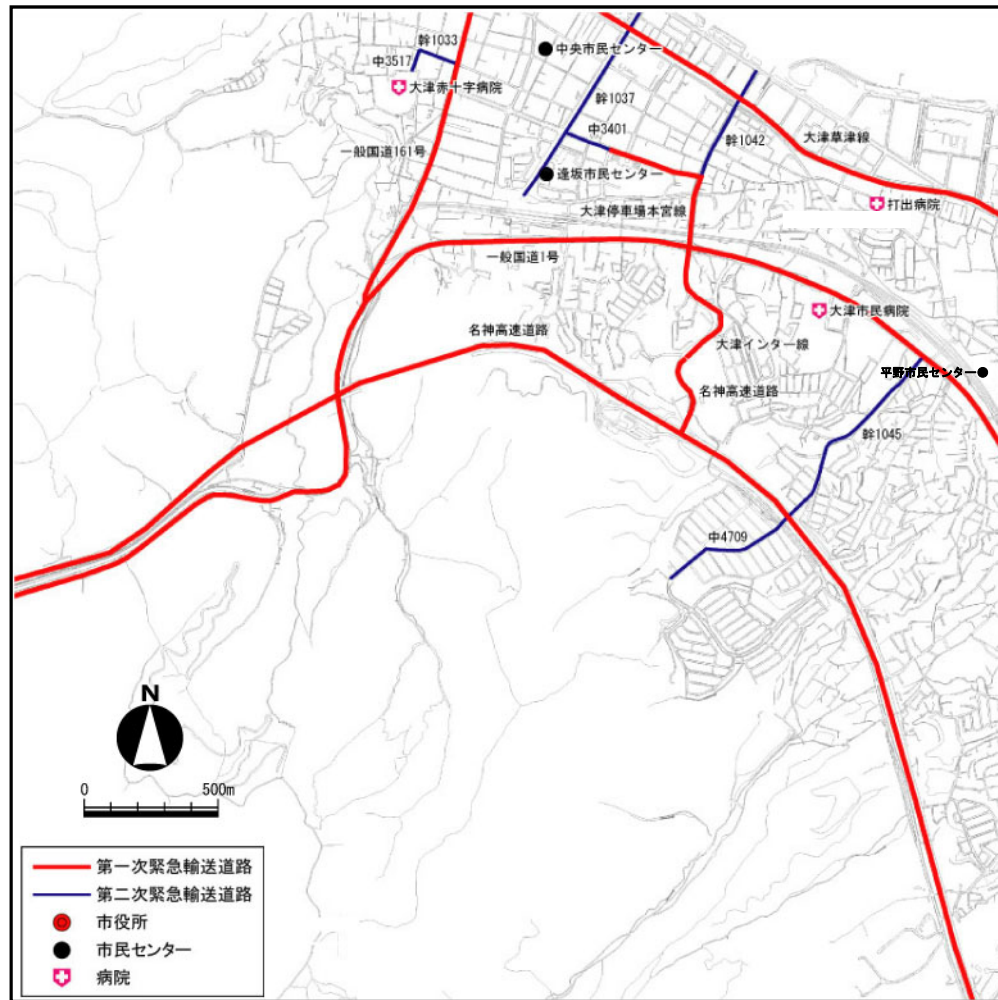 幹1033
中3517
中央市民センター
大津赤十字病院
幹1037
中3401
幹1042
大津草津線
一般国道161号
逢坂市民センター
打出病院
大津停車場本宮線
一般国道1号
大津市民病院
名神高速道路
大津インター線
平野市民センター
名神高速道路
幹1045
中4709
N
0 500m
第一次緊急輸送道路
第二次緊急輸送道路
市役所
市民センター
病院